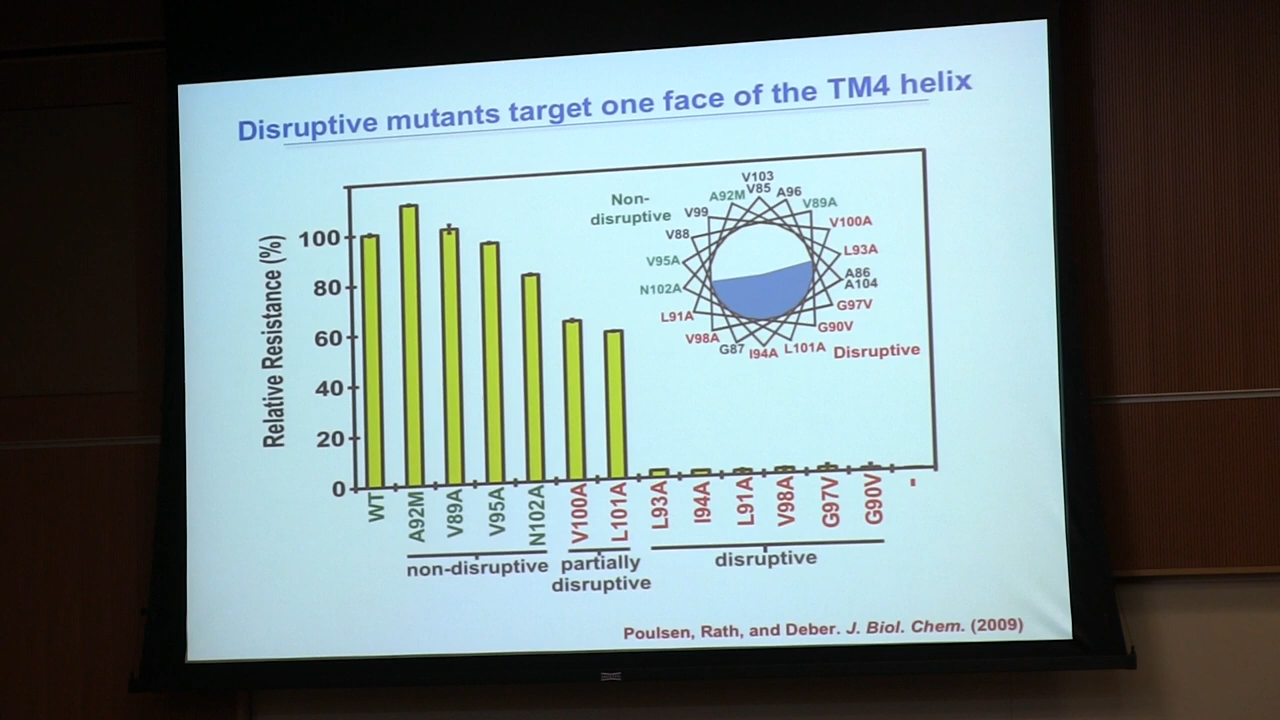 Disruptive mutants target one face of the TM4 helix
Relative Resistance (%)
100
80
60
40
20
0
Non-
disruptive
V103
V85
A92M
A96
V99
V89A
V88
V100A
V95A
L93A
N102A
A86
A104
L91A
G97V
V98A
G90V
G87
I94A
L101A
Disruptive
WT
A92M
V89A
V95A
N102A
V100A
L101A
L93A
I94A
L91A
V98A
G97V
G90V
-
non-disruptive
partially
disruptive
disruptive
Poulsen, Rath, and Deber. J. Biol. Chem. (2009)